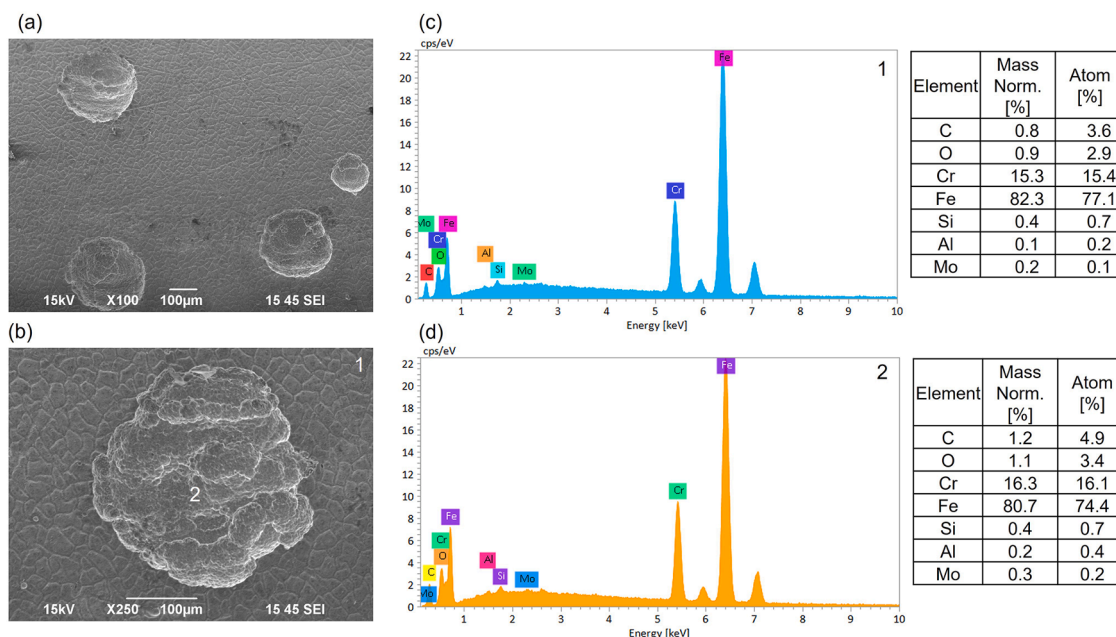 (a)
15kV X100 100µm 15 45 SEI
(b)
1
2
15kV X250 100µm 15 45 SEI
(c)
cps/eV
1
22
20
18
16
14
12
10
8
6
4
2
0
Mo
Fe
Cr
O
C
Al
Si
Mo
Cr
Fe
1 2 3 4 5 6 7 8 9 10
Energy [keV]
Element Mass Norm. [%] Atom [%]
C 0.8 3.6
O 0.9 2.9
Cr 15.3 15.4
Fe 82.3 77.1
Si 0.4 0.7
Al 0.1 0.2
Mo 0.2 0.1
(d)
cps/eV
2
22
20
18
16
14
12
10
8
6
4
2
0
Fe
Cr
O
C
Mo
Al
Si
Mo
Cr
Fe
1 2 3 4 5 6 7 8 9 10
Energy [keV]
Element Mass Norm. [%] Atom [%]
C 1.2 4.9
O 1.1 3.4
Cr 16.3 16.1
Fe 80.7 74.4
Si 0.4 0.7
Al 0.2 0.4
Mo 0.3 0.2